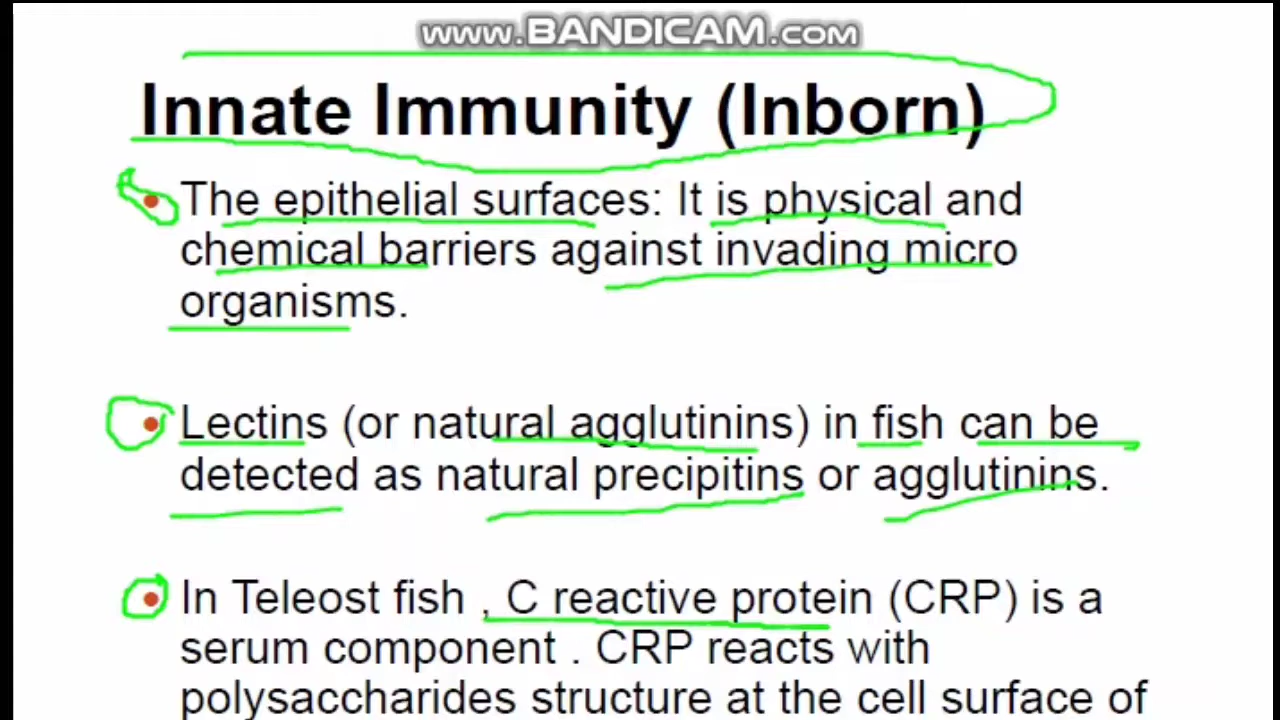 www.BANDICAM.com
Innate Immunity (Inborn)
The epithelial surfaces: It is physical and
chemical barriers against invading micro
organisms.
Lectins (or natural agglutinins) in fish can be
detected as natural precipitins or agglutinins.
In Teleost fish , C reactive protein (CRP) is a
serum component . CRP reacts with
polysaccharides structure at the cell surface of